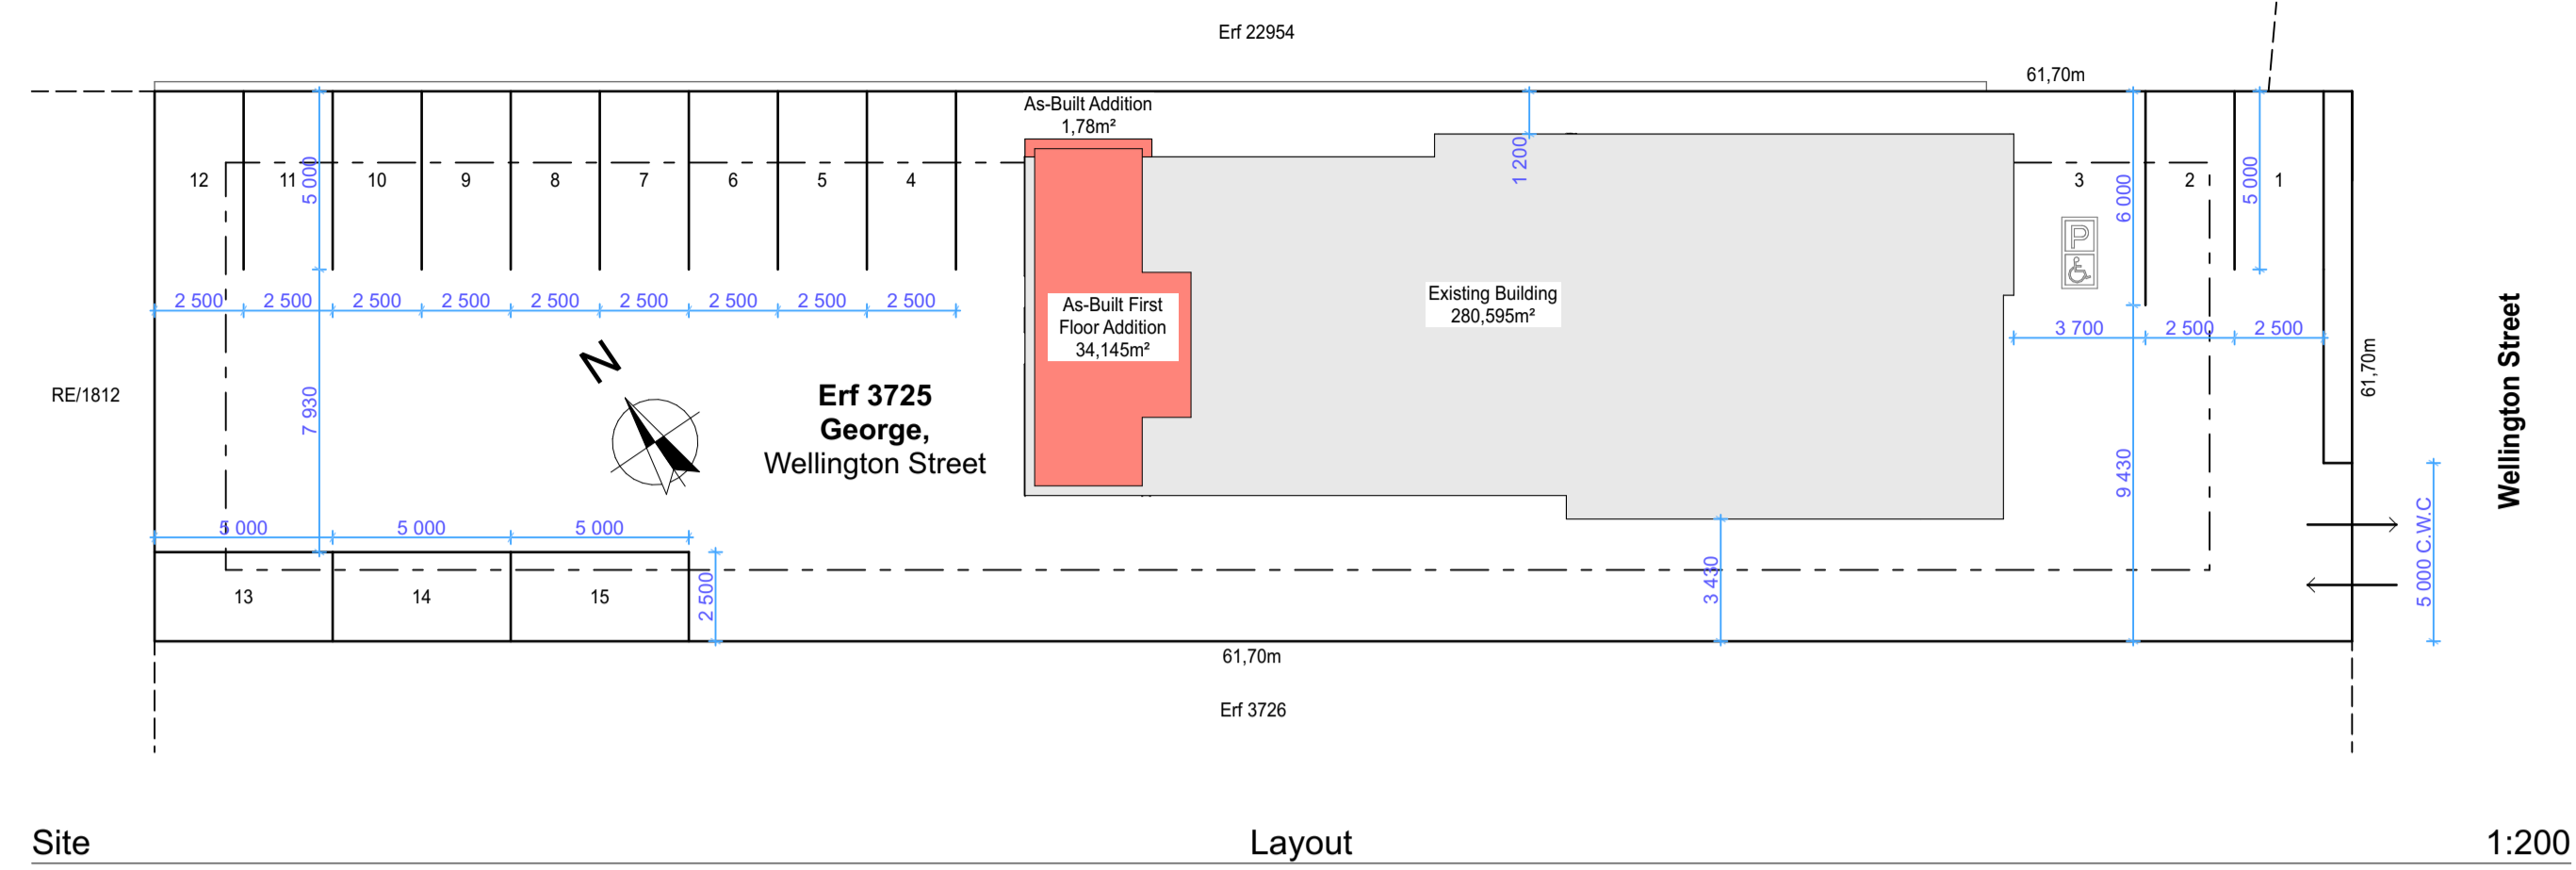 Erf 22954
61,70m
As-Built Addition
1,78m²
12
11
10
9
8
7
6
5
4
3
2
1
5 000
1 200
6 000
5 000
P
2 500
2 500
2 500
2 500
2 500
2 500
2 500
2 500
2 500
As-Built First
Floor Addition
34,145m²
Existing Building
280,595m²
3 700
2 500
2 500
N
RE/1812
7 930
Erf 3725
George,
Wellington Street
61,70m
Wellington Street
9 430
5 000 C.W.C
5 000
5 000
5 000
13
14
15
2 500
3 430
61,70m
Erf 3726
Site
Layout
1:200